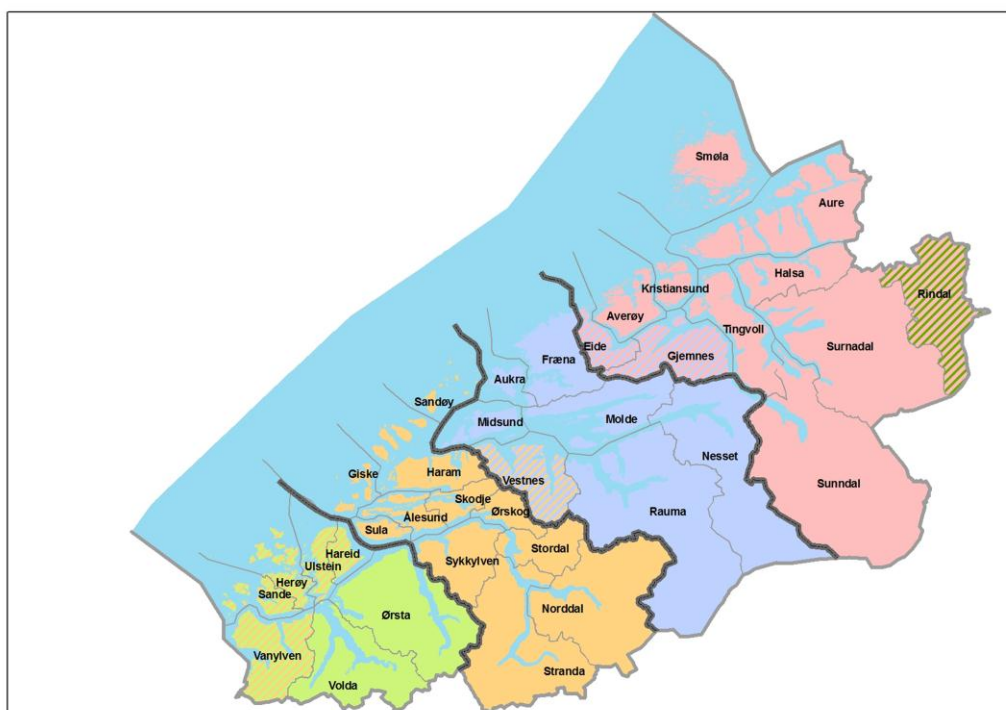 Smøla
Aure
Halsa
Rindal
Kristiansund
Averøy
Tingvoll
Surnadal
Eide
Fræna
Gjemnes
Aukra
Sandøy
Midsund
Molde
Nesset
Giske
Haram
Vestnes
Sunndal
Skodje
Ørskog
Rauma
Sula
Ålesund
Stordal
Hareid
Ulstein
Sykkylven
Herøy
Sande
Ørsta
Norddal
Vanylven
Stranda
Volda